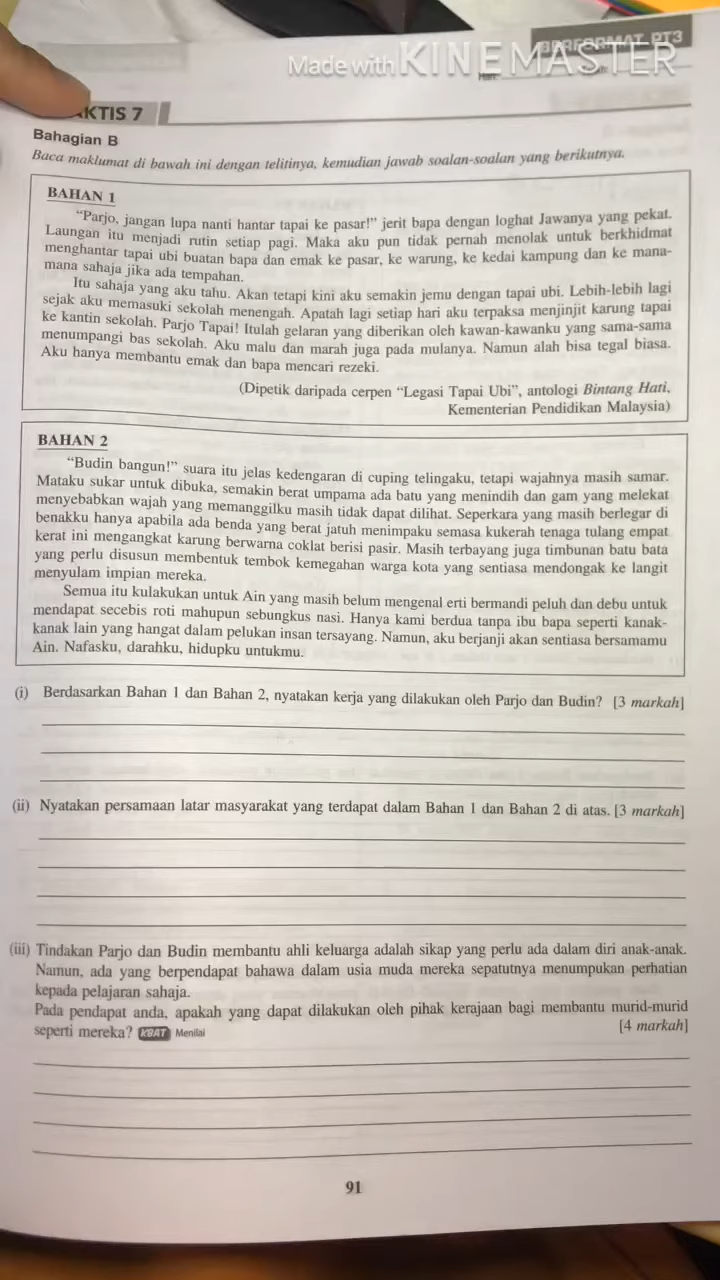 BERFORMAT PT3
Made with KINEMASTER
KTIS 7
Bahagian B
Baca maklumat di bawah ini dengan telitinya, kemudian jawab soalan-soalan yang berikutnya.
BAHAN 1
“Parjo, jangan lupa nanti hantar tapai ke pasar!” jerit bapa dengan loghat Jawanya yang pekat.
Laungan itu menjadi rutin setiap pagi. Maka aku pun tidak pernah menolak untuk berkhidmat
menghantar tapai ubi buatan bapa dan emak ke pasar, ke warung, ke kedai kampung dan ke mana-
mana sahaja jika ada tempahan.
Itu sahaja yang aku tahu. Akan tetapi kini aku semakin jemu dengan tapai ubi. Lebih-lebih lagi
sejak aku memasuki sekolah menengah. Apatah lagi setiap hari aku terpaksa menjinjit karung tapai
ke kantin sekolah. Parjo Tapai! Itulah gelaran yang diberikan oleh kawan-kawanku yang sama-sama
menumpangi bas sekolah. Aku malu dan marah juga pada mulanya. Namun alah bisa tegal biasa.
Aku hanya membantu emak dan bapa mencari rezeki.
(Dipetik daripada cerpen “Legasi Tapai Ubi”, antologi Bintang Hati,
Kementerian Pendidikan Malaysia)
BAHAN 2
“Budin bangun!” suara itu jelas kedengaran di cuping telingaku, tetapi wajahnya masih samar.
Mataku sukar untuk dibuka, semakin berat umpama ada batu yang menindih dan gam yang melekat
menyebabkan wajah yang memanggilku masih tidak dapat dilihat. Seperkara yang masih berlegar di
benakku hanya apabila ada benda yang berat jatuh menimpaku semasa kukerah tenaga tulang empat
kerat ini mengangkat karung berwarna coklat berisi pasir. Masih terbayang juga timbunan batu bata
yang perlu disusun membentuk tembok kemegahan warga kota yang sentiasa mendongak ke langit
menyulam impian mereka.
Semua itu kulakukan untuk Ain yang masih belum mengenal erti bermandi peluh dan debu untuk
mendapat secebis roti mahupun sebungkus nasi. Hanya kami berdua tanpa ibu bapa seperti kanak-
kanak lain yang hangat dalam pelukan insan tersayang. Namun, aku berjanji akan sentiasa bersamamu
Ain. Nafasku, darahku, hidupku untukmu.
(i) Berdasarkan Bahan 1 dan Bahan 2, nyatakan kerja yang dilakukan oleh Parjo dan Budin? [3 markah]
(ii) Nyatakan persamaan latar masyarakat yang terdapat dalam Bahan 1 dan Bahan 2 di atas. [3 markah]
(iii) Tindakan Parjo dan Budin membantu ahli keluarga adalah sikap yang perlu ada dalam diri anak-anak.
Namun, ada yang berpendapat bahawa dalam usia muda mereka sepatutnya menumpukan perhatian
kepada pelajaran sahaja.
Pada pendapat anda, apakah yang dapat dilakukan oleh pihak kerajaan bagi membantu murid-murid
seperti mereka? KBAT Menilai [4 markah]
91